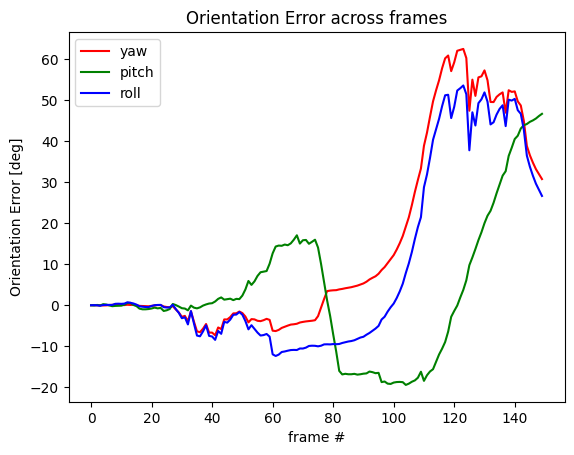 Orientation Error across frames
yaw
pitch
roll
Orientation Error [deg]
60
50
40
30
20
10
0
−10
−20
0 20 40 60 80 100 120 140
frame #